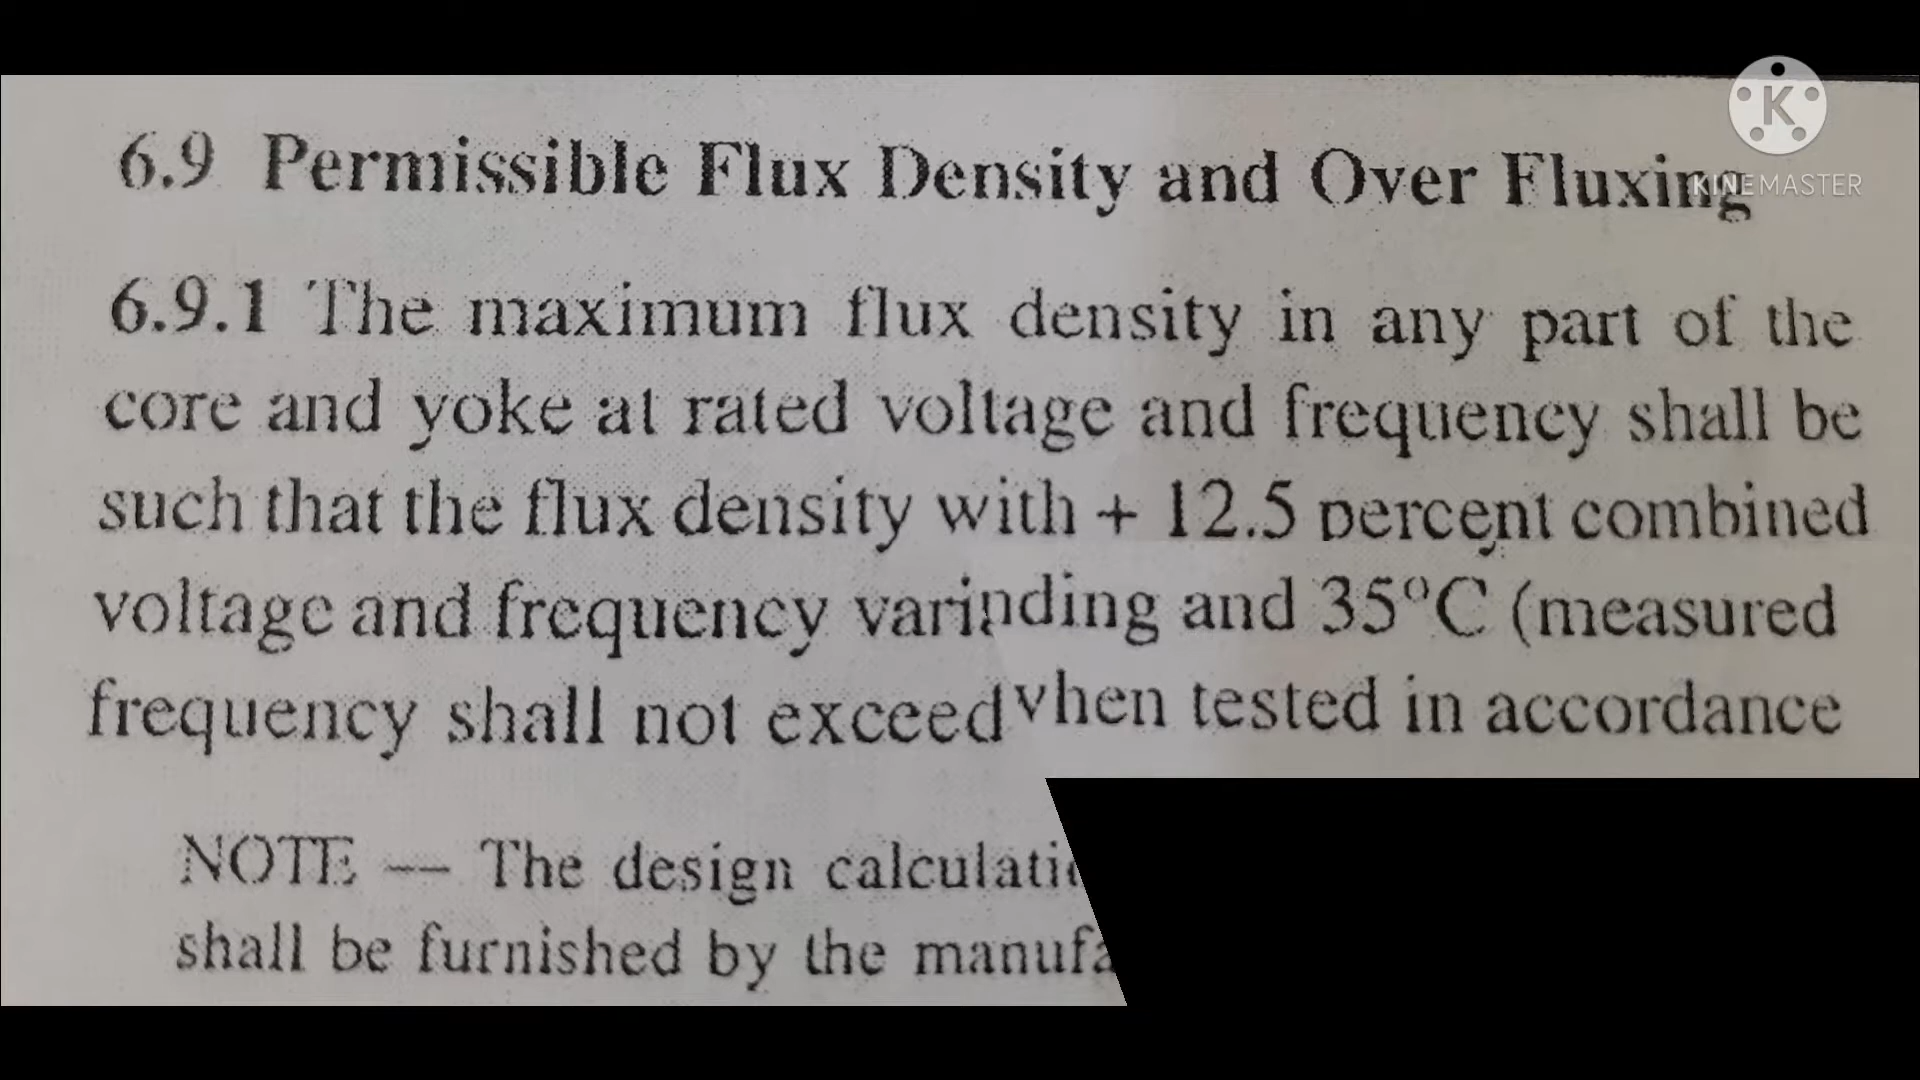 6.9 Permissible Flux Density and Over Fluxing
KINEMASTER
6.9.1 The maximum flux density in any part of the
core and yoke at rated voltage and frequency shall be
such that the flux density with + 12.5 percent combined
voltage and frequency varinding and 35°C (measured
frequency shall not exceed when tested in accordance
NOTE — The design calculati
shall be furnished by the manufa